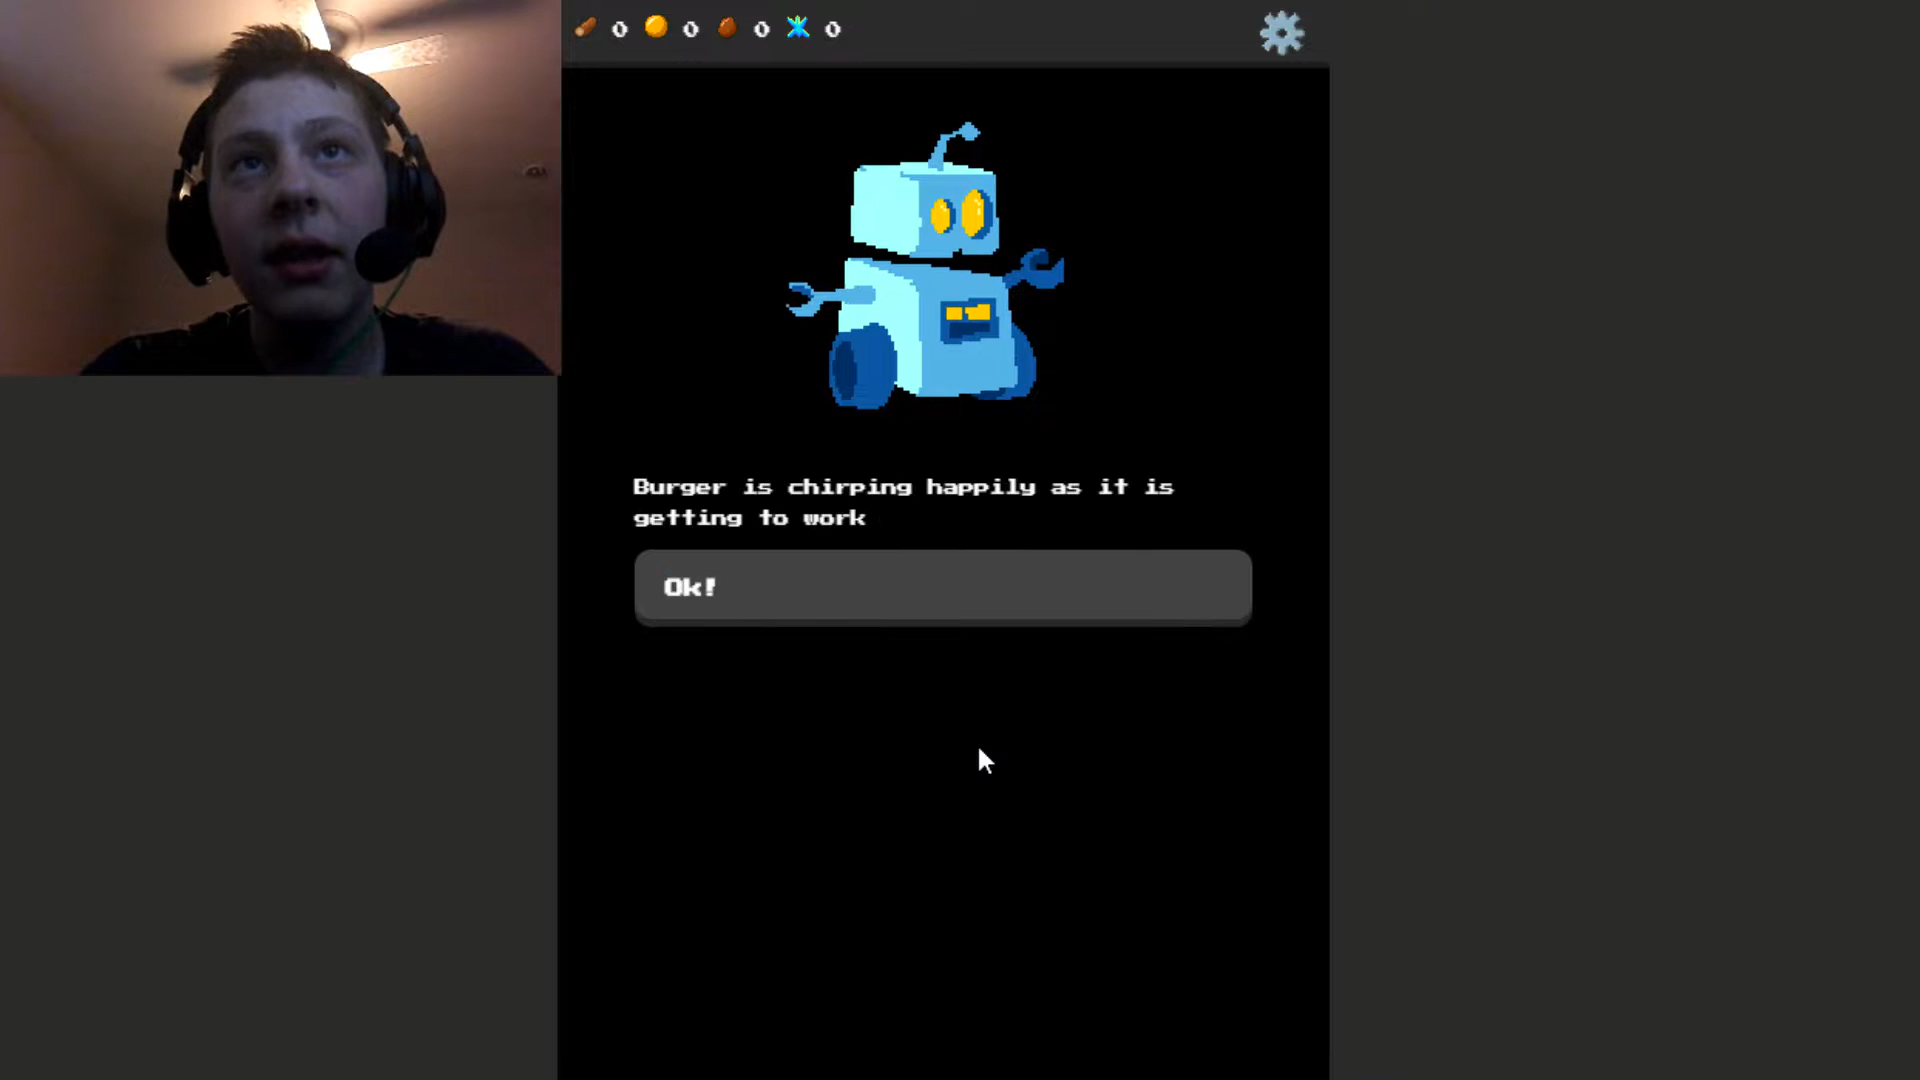 0 0 0 0
Burger is chirping happily as it is
getting to work
Ok!